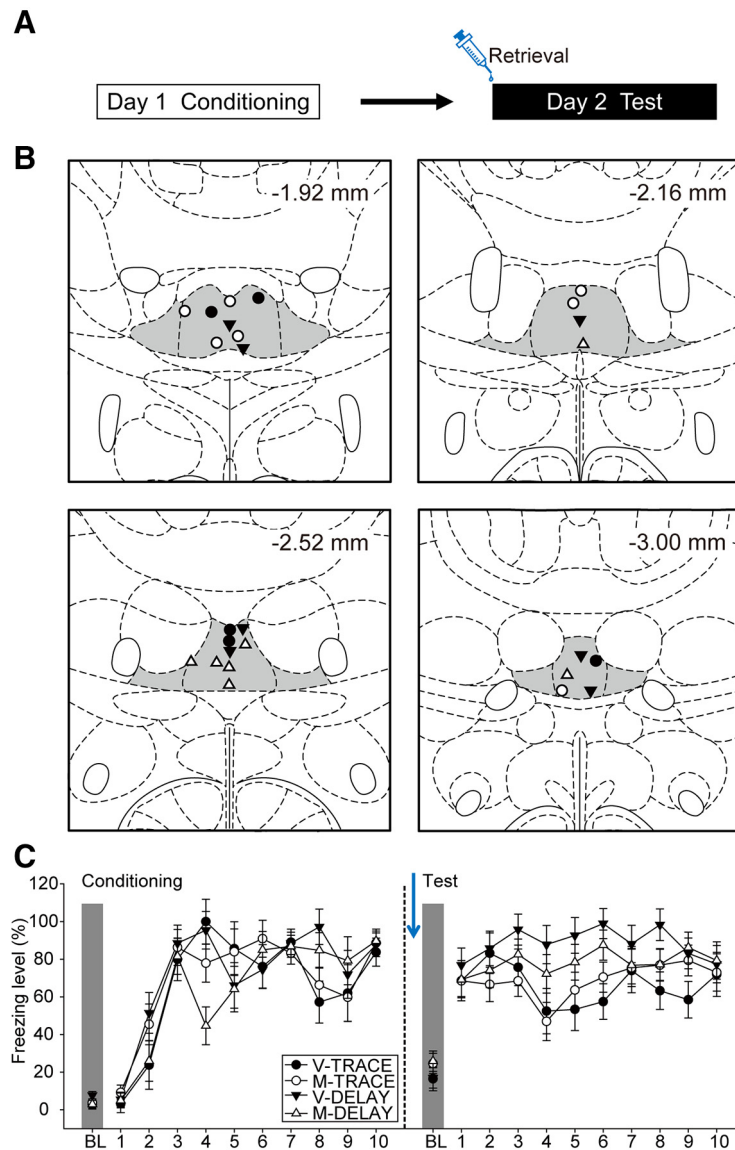 A
Retrieval
Day 1 Conditioning
Day 2 Test
B
-1.92 mm
-2.16 mm
-2.52 mm
-3.00 mm
C
Conditioning
Test
Freezing level (%)
120
100
80
60
40
20
0
V-TRACE
M-TRACE
V-DELAY
M-DELAY
BL 1 2 3 4 5 6 7 8 9 10
BL 1 2 3 4 5 6 7 8 9 10